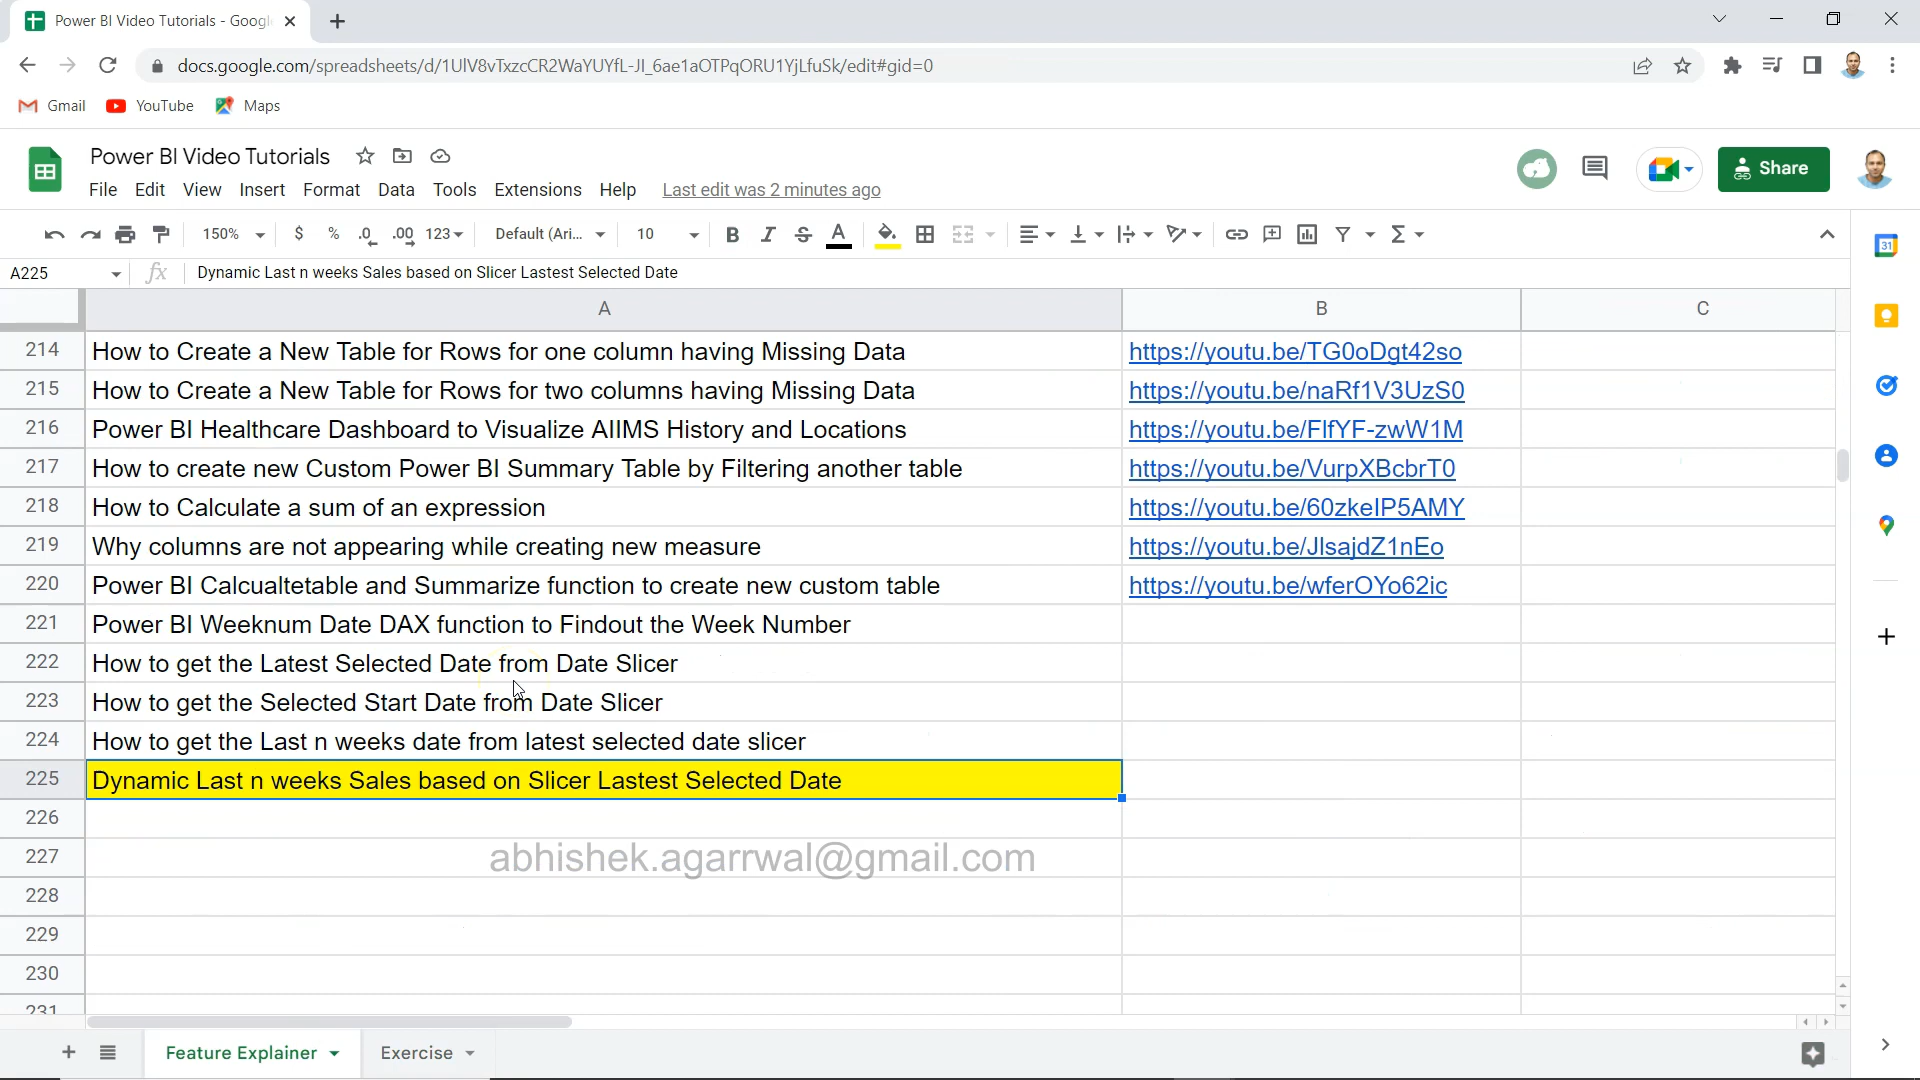 Power BI Video Tutorials - Googl
docs.google.com/spreadsheets/d/1UlV8vTxzcCR2WaYUYfL-Jl_6ae1aOTPqORU1YjLfuSk/edit#gid=0
Gmail YouTube Maps
Power BI Video Tutorials
File Edit View Insert Format Data Tools Extensions Help Last edit was 2 minutes ago
Share
150% $ % .0 .00 123 Default (Ari... 10 B I S A
31
A225 fx Dynamic Last n weeks Sales based on Slicer Lastest Selected Date
A B C
214 How to Create a New Table for Rows for one column having Missing Data https://youtu.be/TG0oDgt42so
215 How to Create a New Table for Rows for two columns having Missing Data https://youtu.be/naRf1V3UzS0
216 Power BI Healthcare Dashboard to Visualize AIIMS History and Locations https://youtu.be/FlfYF-zwW1M
217 How to create new Custom Power BI Summary Table by Filtering another table https://youtu.be/VurpXBcbrT0
218 How to Calculate a sum of an expression https://youtu.be/60zkeIP5AMY
219 Why columns are not appearing while creating new measure https://youtu.be/JlsajdZ1nEo
220 Power BI Calcualtetable and Summarize function to create new custom table https://youtu.be/wferOYo62ic
221 Power BI Weeknum Date DAX function to Findout the Week Number
222 How to get the Latest Selected Date from Date Slicer
223 How to get the Selected Start Date from Date Slicer
224 How to get the Last n weeks date from latest selected date slicer
225 Dynamic Last n weeks Sales based on Slicer Lastest Selected Date
226
227 abhishek.agarrwal@gmail.com
228
229
230
231
Feature Explainer Exercise